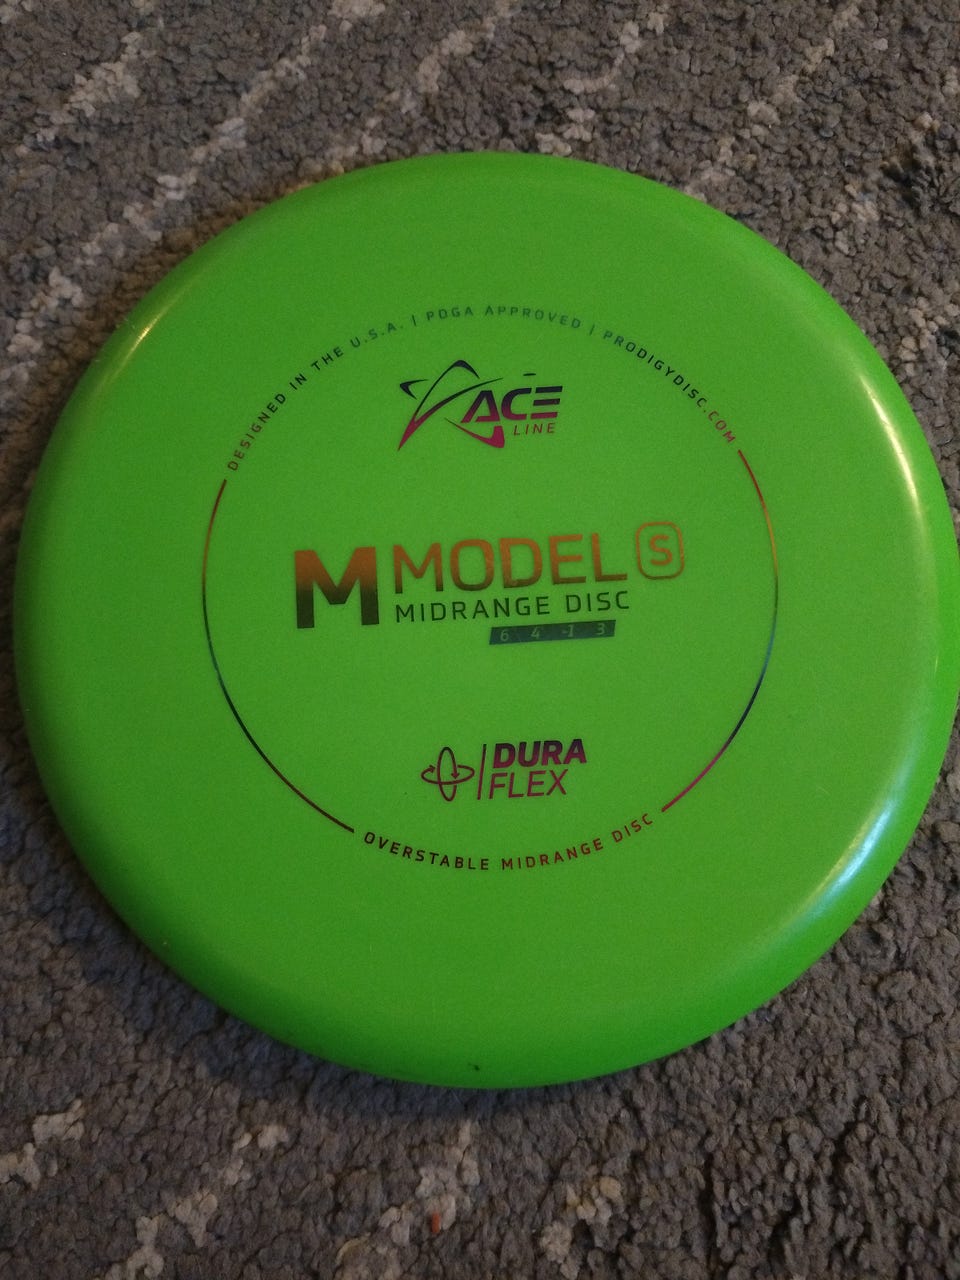 DESIGNED IN THE U.S.A. | PDGA APPROVED | PRODIGYDISC.COM
ACE
LINE
M MODEL S
MIDRANGE DISC
6 4 -1 3
DURA
FLEX
OVERSTABLE MIDRANGE DISC